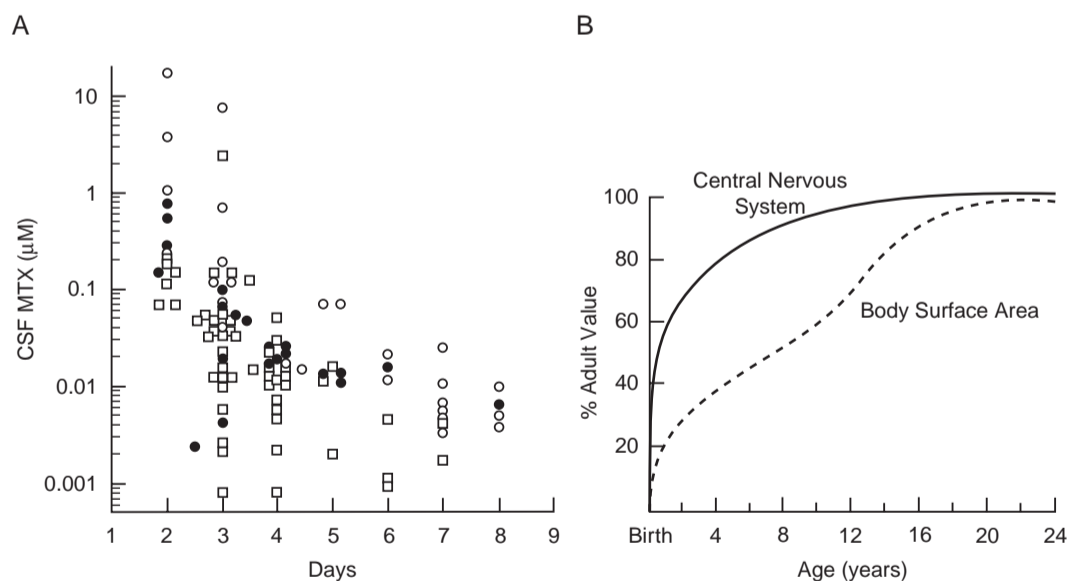 A
CSF MTX (μM)
10
1
0.1
0.01
0.001
1 2 3 4 5 6 7 8 9
Days
B
% Adult Value
100
80
60
40
20
Central Nervous
System
Body Surface Area
Birth 4 8 12 16 20 22 24
Age (years)